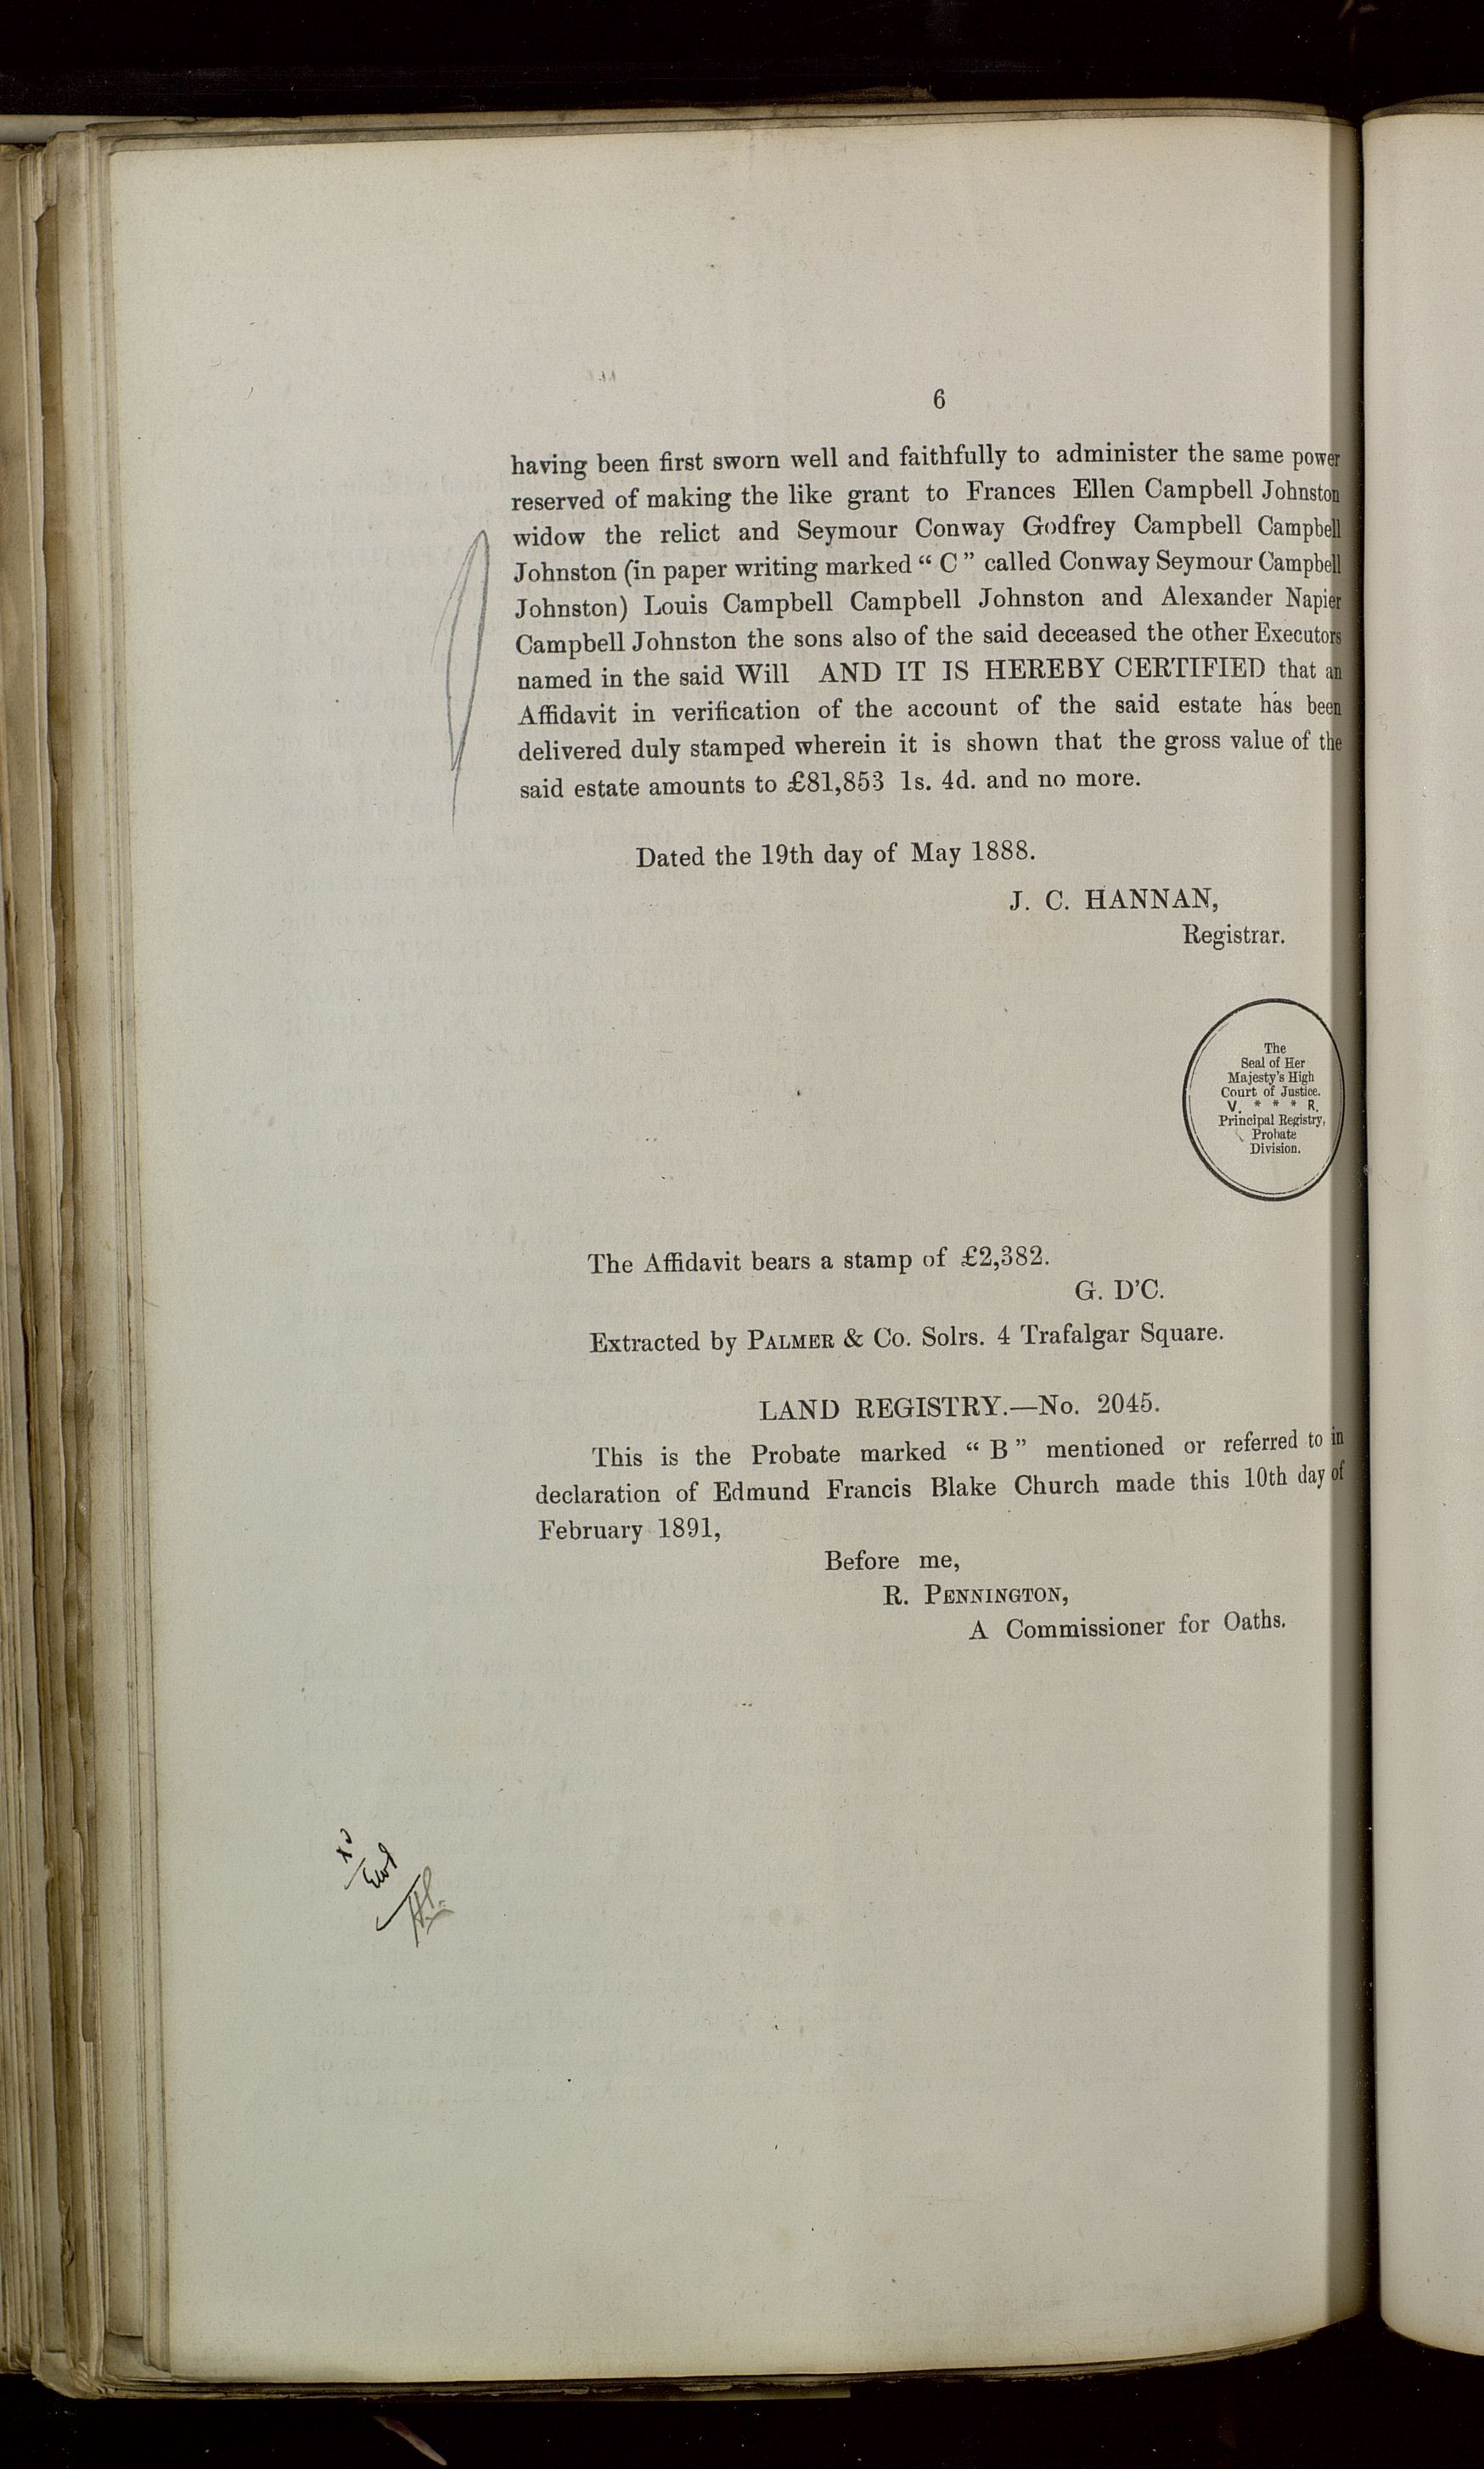 6
having been first sworn well and faithfully to administer the same power
reserved of making the like grant to Frances Ellen Campbell Johnston
widow the relict and Seymour Conway Godfrey Campbell Campbell
Johnston (in paper writing marked “ C ” called Conway Seymour Campbell
Johnston) Louis Campbell Campbell Johnston and Alexander Napier
Campbell Johnston the sons also of the said deceased the other Executors
named in the said Will AND IT IS HEREBY CERTIFIED that an
Affidavit in verification of the account of the said estate has been
delivered duly stamped wherein it is shown that the gross value of the
said estate amounts to £81,853 1s. 4d. and no more.
Dated the 19th day of May 1888.
J. C. HANNAN,
Registrar.
The
Seal of Her
Majesty's High
Court of Justice.
V. * * * R.
Principal Registry,
Probate
Division.
The Affidavit bears a stamp of £2,382.
G. D'C.
Extracted by PALMER & Co. Solrs. 4 Trafalgar Square.
LAND REGISTRY.—No. 2045.
This is the Probate marked “ B ” mentioned or referred to in
declaration of Edmund Francis Blake Church made this 10th day of
February 1891,
Before me,
R. PENNINGTON,
A Commissioner for Oaths.